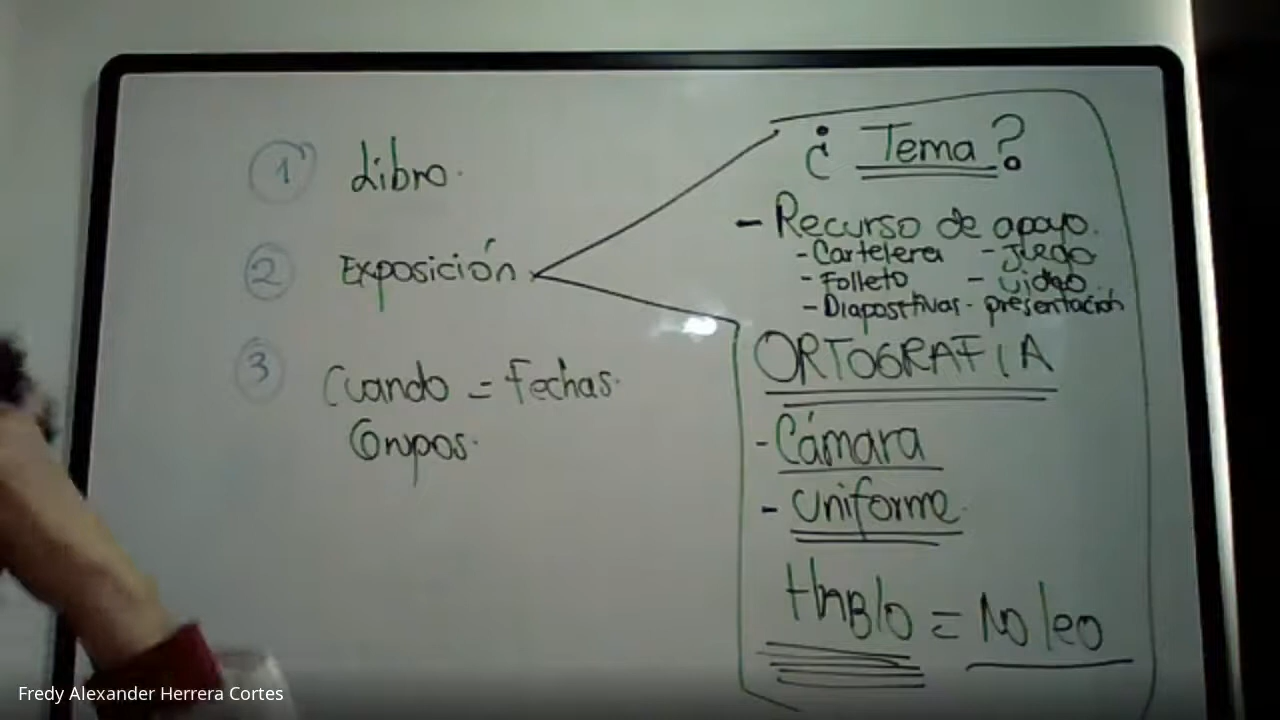 1 Libro.
2 Exposición
3 Cuando = Fechas.
Grupos.
¿ Tema ?
- Recurso de apoyo.
- Cartelera - Juego
- Folleto - video.
- Diapositivas - presentación
ORTOGRAFIA
- Cámara
- Uniforme.
HABlo = No leo
Fredy Alexander Herrera Cortes